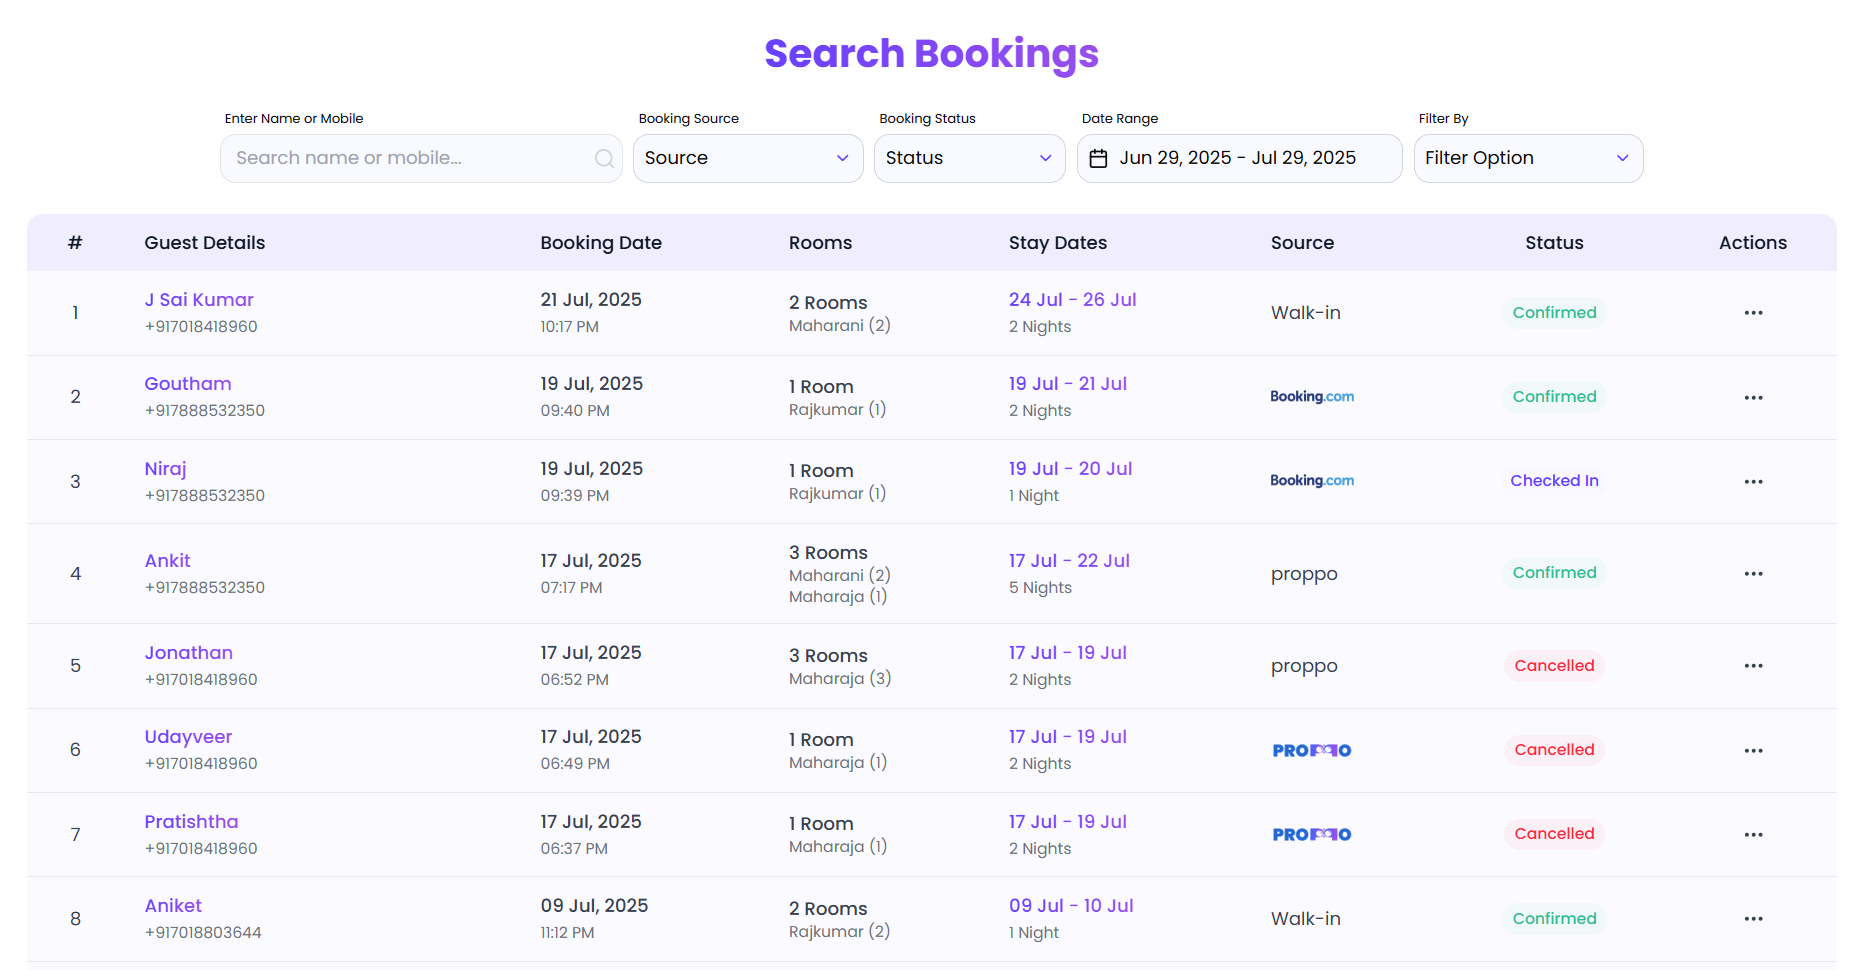 Search Bookings
Enter Name or Mobile
Booking Source
Booking Status
Date Range
Filter By
Search name or mobile...
Source
Status
Jun 29, 2025 - Jul 29, 2025
Filter Option
# Guest Details Booking Date Rooms Stay Dates Source Status Actions
1 J Sai Kumar 21 Jul, 2025 2 Rooms 24 Jul - 26 Jul Walk-in Confirmed
+917018418960 10:17 PM Maharani (2) 2 Nights
2 Goutham 19 Jul, 2025 1 Room 19 Jul - 21 Jul Booking.com Confirmed
+917888532350 09:40 PM Rajkumar (1) 2 Nights
3 Niraj 19 Jul, 2025 1 Room 19 Jul - 20 Jul Booking.com Checked In
+917888532350 09:39 PM Rajkumar (1) 1 Night
4 Ankit 17 Jul, 2025 3 Rooms 17 Jul - 22 Jul proppo Confirmed
+917888532350 07:17 PM Maharani (2) 5 Nights
Maharaja (1)
5 Jonathan 17 Jul, 2025 3 Rooms 17 Jul - 19 Jul proppo Cancelled
+917018418960 06:52 PM Maharaja (3) 2 Nights
6 Udayveer 17 Jul, 2025 1 Room 17 Jul - 19 Jul Cancelled
+917018418960 06:49 PM Maharaja (1) 2 Nights
7 Pratishtha 17 Jul, 2025 1 Room 17 Jul - 19 Jul Cancelled
+917018418960 06:37 PM Maharaja (1) 2 Nights
8 Aniket 09 Jul, 2025 2 Rooms 09 Jul - 10 Jul Walk-in Confirmed
+917018803644 11:12 PM Rajkumar (2) 1 Night